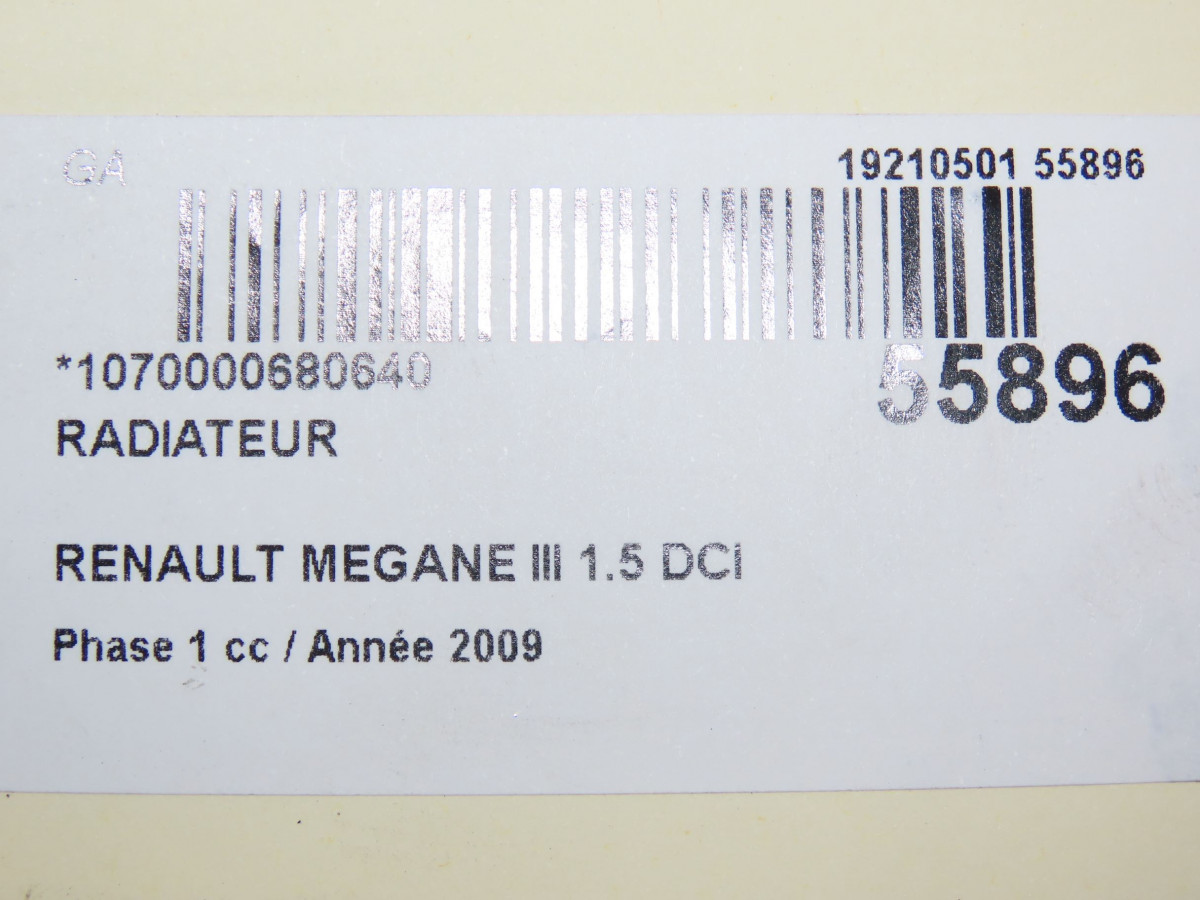 GA
19210501 55896
*1070000680640
55896
RADIATEUR
RENAULT MEGANE III 1.5 DCI
Phase 1 cc / Année 2009